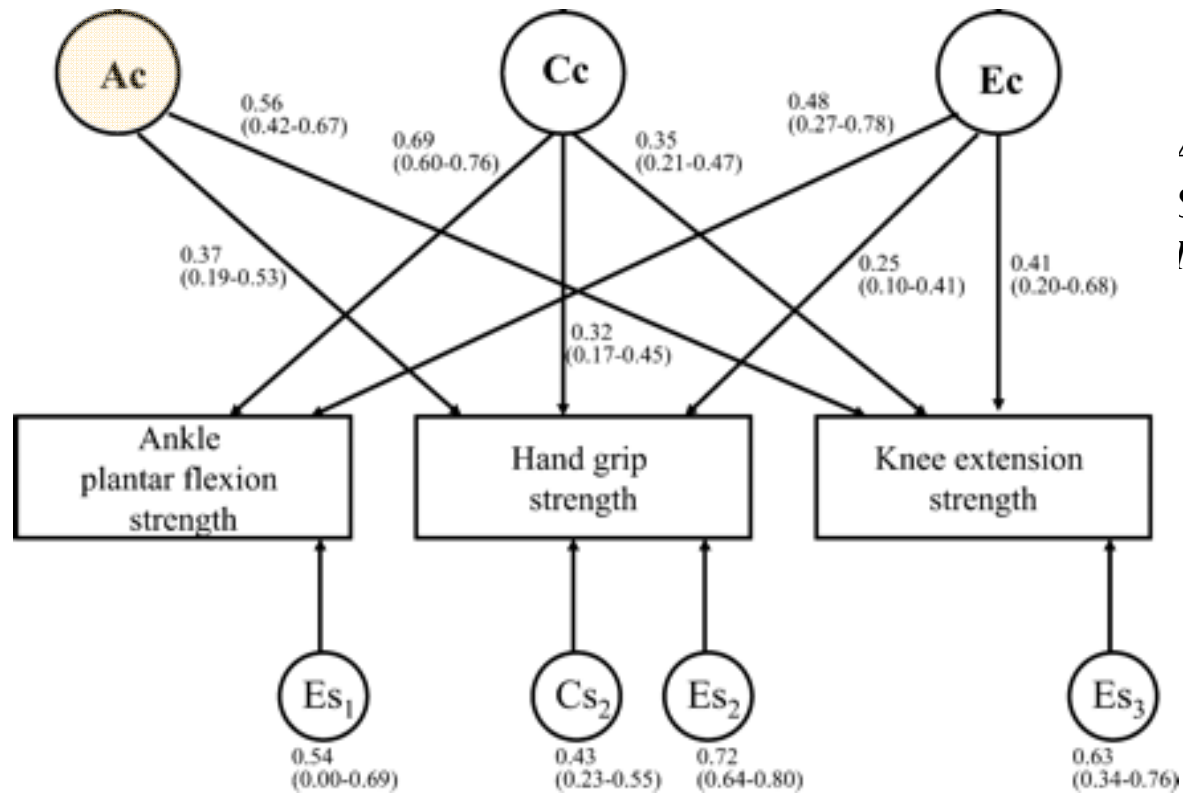 Ac
Cc
Ec
0.56
(0.42-0.67)
0.69
(0.60-0.76)
0.35
(0.21-0.47)
0.48
(0.27-0.78)
0.37
(0.19-0.53)
0.32
(0.17-0.45)
0.25
(0.10-0.41)
0.41
(0.20-0.68)
Ankle
plantar flexion
strength
Hand grip
strength
Knee extension
strength
Es₁
Cs₂
Es₂
Es₃
0.54
(0.00-0.69)
0.43
(0.23-0.55)
0.72
(0.64-0.80)
0.63
(0.34-0.76)